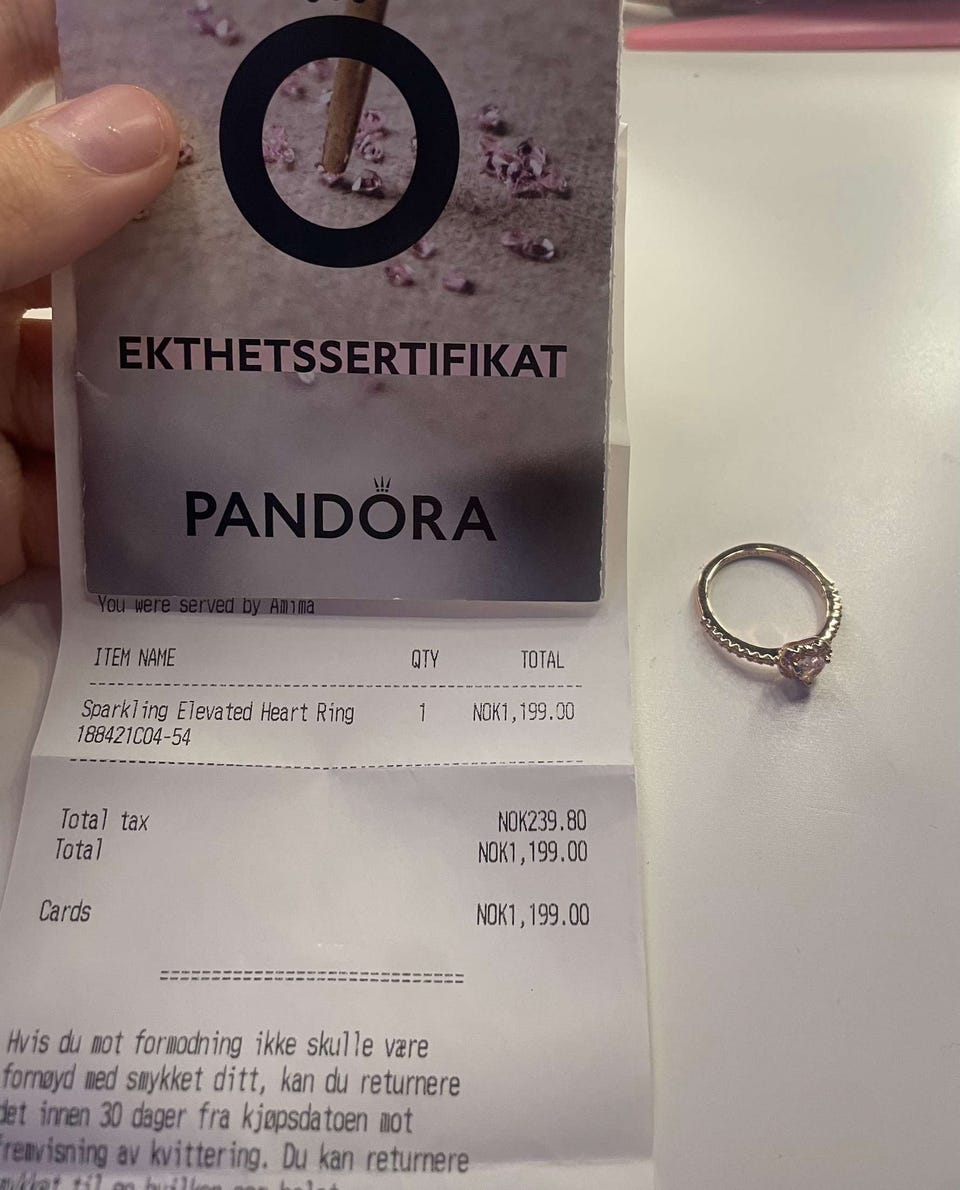 EKTHETSSERTIFIKAT
PANDORA
You were served by Amima
ITEM NAME QTY TOTAL
Sparkling Elevated Heart Ring 1 NOK1,199.00
188421C04-54
Total tax NOK239.80
Total NOK1,199.00
Cards NOK1,199.00
Hvis du mot formodning ikke skulle være
fornøyd med smykket ditt, kan du returnere
det innen 30 dager fra kjøpsdatoen mot
fremvisning av kvittering. Du kan returnere